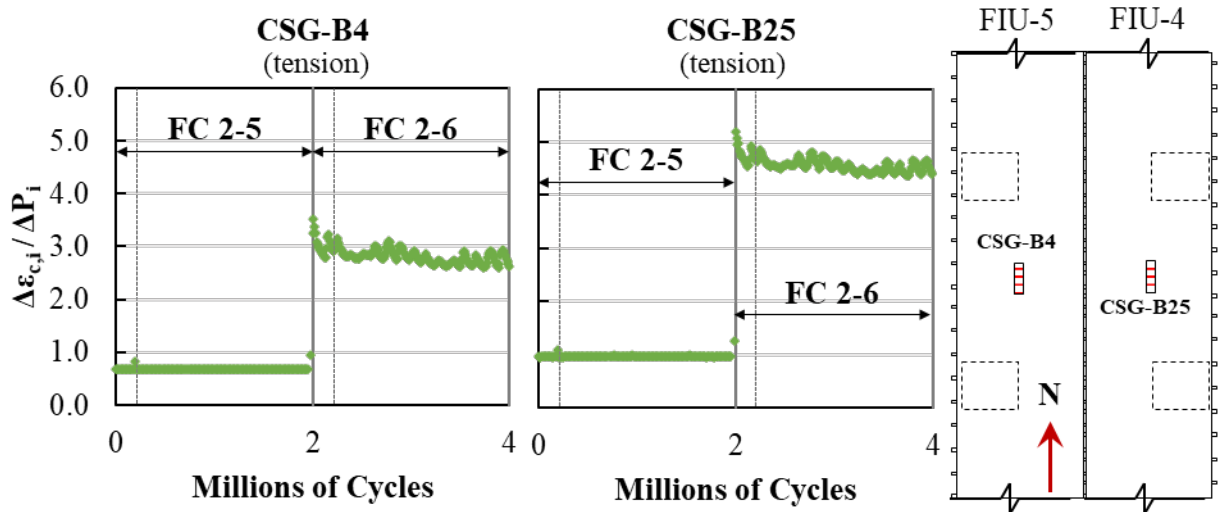 CSG-B4
(tension)
Δεc,i / ΔPi
6.0
5.0
4.0
3.0
2.0
1.0
0.0
FC 2-5
FC 2-6
0
2
4
Millions of Cycles
CSG-B25
(tension)
FC 2-5
FC 2-6
0
2
4
Millions of Cycles
FIU-5
FIU-4
CSG-B4
CSG-B25
N